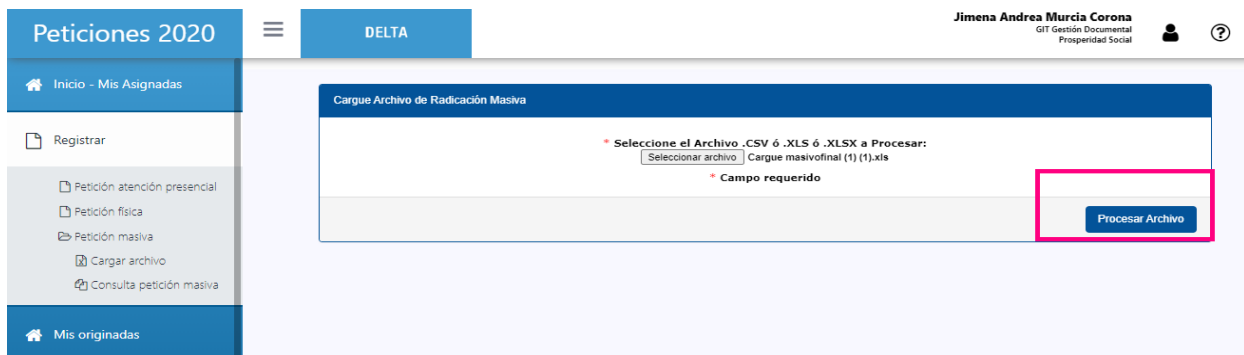 Peticiones 2020
DELTA
Jimena Andrea Murcia Corona
GIT Gestión Documental
Prosperidad Social
Inicio - Mis Asignadas
Registrar
Petición atención presencial
Petición física
Petición masiva
Cargar archivo
Consulta petición masiva
Mis originadas
Cargue Archivo de Radicación Masiva
* Seleccione el Archivo .CSV ó .XLS ó .XLSX a Procesar:
Seleccionar archivo Cargue masivofinal (1) (1).xls
* Campo requerido
Procesar Archivo